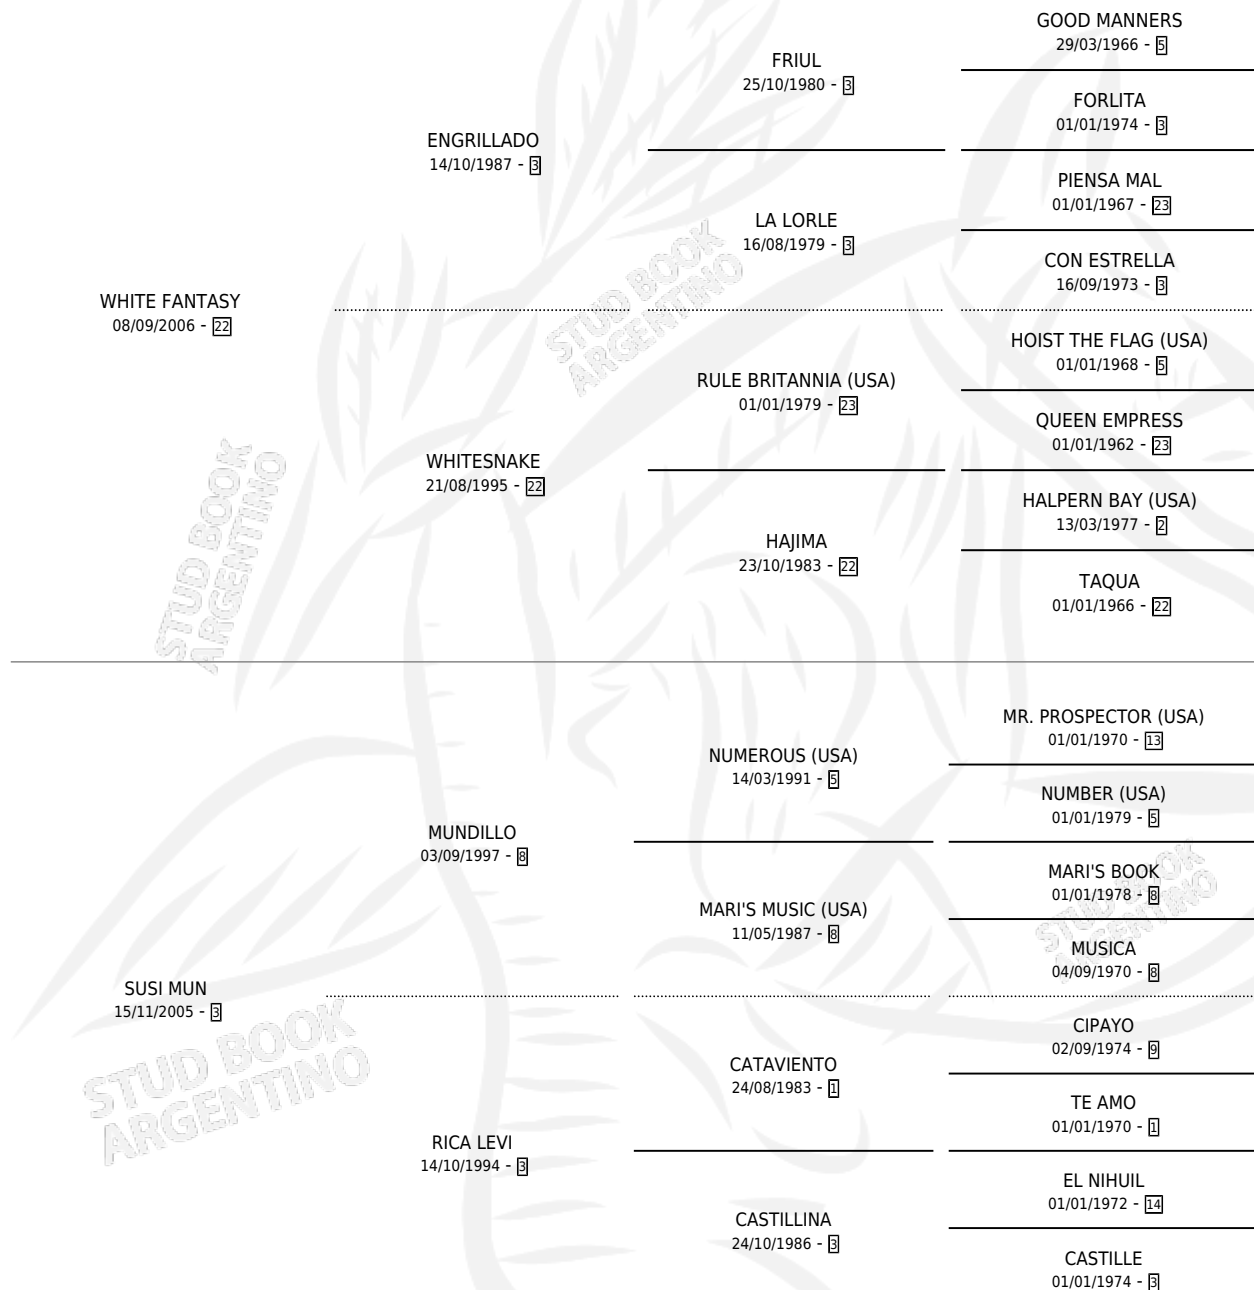 GOOD MANNERS
29/03/1966 - 5
FRIUL
25/10/1980 - 3
FORLITA
01/01/1974 - 3
ENGRILLADO
14/10/1987 - 3
PIENSA MAL
01/01/1967 - 23
LA LORLE
16/08/1979 - 3
CON ESTRELLA
16/09/1973 - 3
WHITE FANTASY
08/09/2006 - 22
HOIST THE FLAG (USA)
01/01/1968 - 5
RULE BRITANNIA (USA)
01/01/1979 - 23
QUEEN EMPRESS
01/01/1962 - 23
WHITESNAKE
21/08/1995 - 22
HALPERN BAY (USA)
13/03/1977 - 2
HAJIMA
23/10/1983 - 22
TAQUA
01/01/1966 - 22
STUD BOOK
ARGENTINO
STUD BOOK
ARGENTINO
MR. PROSPECTOR (USA)
01/01/1970 - 13
NUMEROUS (USA)
14/03/1991 - 5
NUMBER (USA)
01/01/1979 - 5
MUNDILLO
03/09/1997 - 8
MARI'S BOOK
01/01/1978 - 8
MARI'S MUSIC (USA)
11/05/1987 - 8
MUSICA
04/09/1970 - 8
STUD BOOK
ARGENTINO
SUSI MUN
15/11/2005 - 3
CIPAYO
02/09/1974 - 9
CATAVIENTO
24/08/1983 - 1
TE AMO
01/01/1970 - 1
RICA LEVI
14/10/1994 - 3
EL NIHUIL
01/01/1972 - 14
CASTILLINA
24/10/1986 - 3
CASTILLE
01/01/1974 - 3
STUD BOOK
ARGENTINO